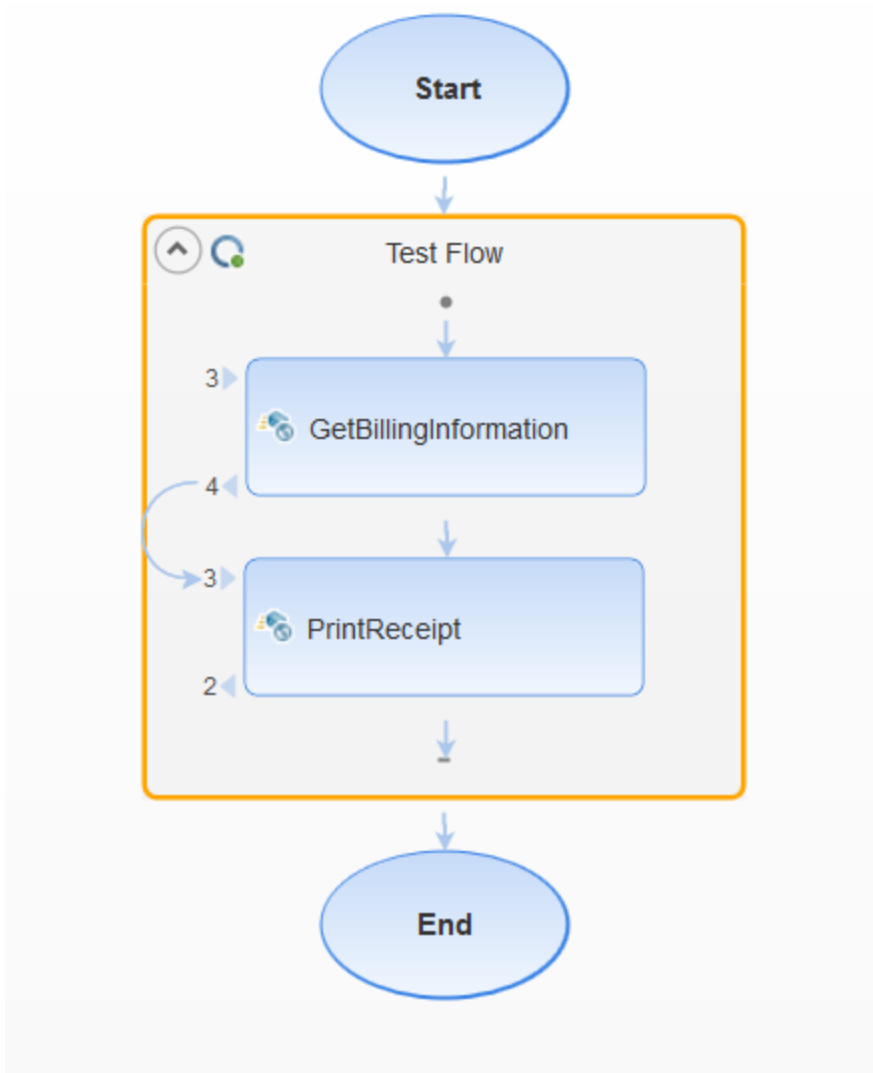 Start
Test Flow
3
GetBillingInformation
4
3
PrintReceipt
2
End